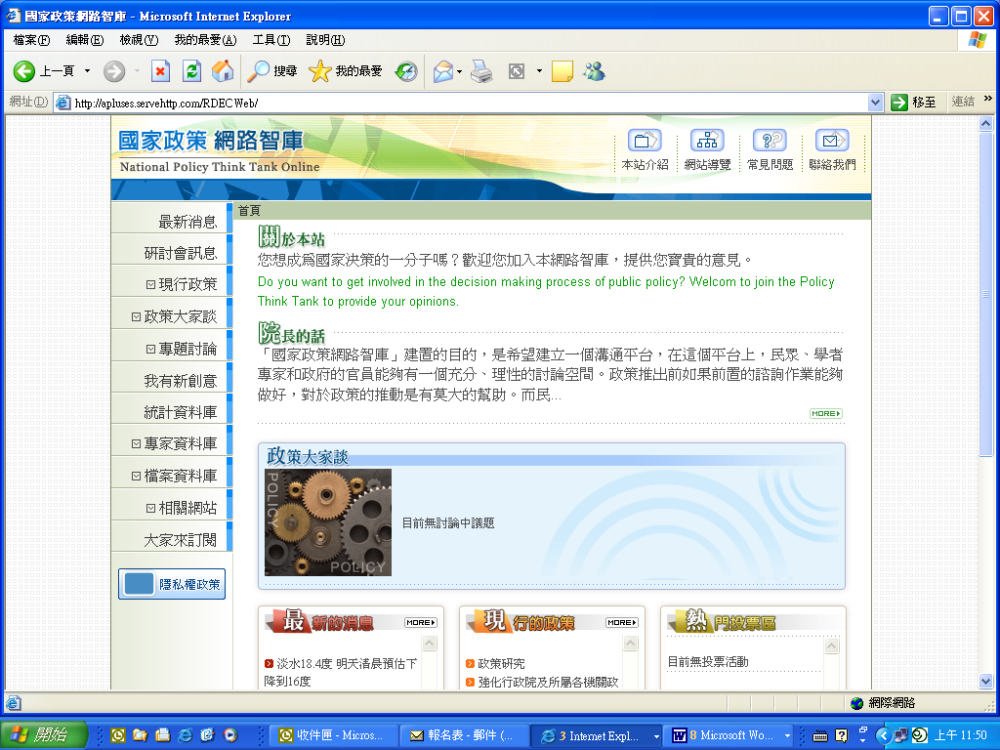 國家政策網路智庫 - Microsoft Internet Explorer
檔案(F) 編輯(E) 檢視(V) 我的最愛(A) 工具(T) 說明(H)
上一頁 搜尋 我的最愛
網址(D) http://apluses.servehttp.com/RDECWeb/ 移至 連結 »
國家政策 網路智庫
National Policy Think Tank Online
本站介紹 網站導覽 常見問題 聯絡我們
首頁
最新消息
研討會訊息
現行政策
政策大家談
專題討論
我有新創意
統計資料庫
專家資料庫
檔案資料庫
相關網站
大家來訂閱
隱私權政策
關於本站
您想成為國家決策的一分子嗎？歡迎您加入本網路智庫，提供您寶貴的意見。
Do you want to get involved in the decision making process of public policy? Welcom to join the Policy
Think Tank to provide your opinions.
院長的話
「國家政策網路智庫」建置的目的，是希望建立一個溝通平台，在這個平台上，民眾、學者
專家和政府的官員能夠有一個充分、理性的討論空間。政策推出前如果前置的諮詢作業能夠
做好，對於政策的推動是有莫大的幫助。而民...
MORE
政策大家談
POLICY
POLICY
目前無討論中議題
最新的消息 MORE
淡水18.4度 明天清晨預估下
降到16度
現行的政策 MORE
政策研究
強化行政院及所屬各機關政
熱門投票區
目前無投票活動
網際網路
開始 收件匣 - Micros... 報名表 - 郵件 (... 3 Internet Expl... 8 Microsoft Wo... 上午 11:50